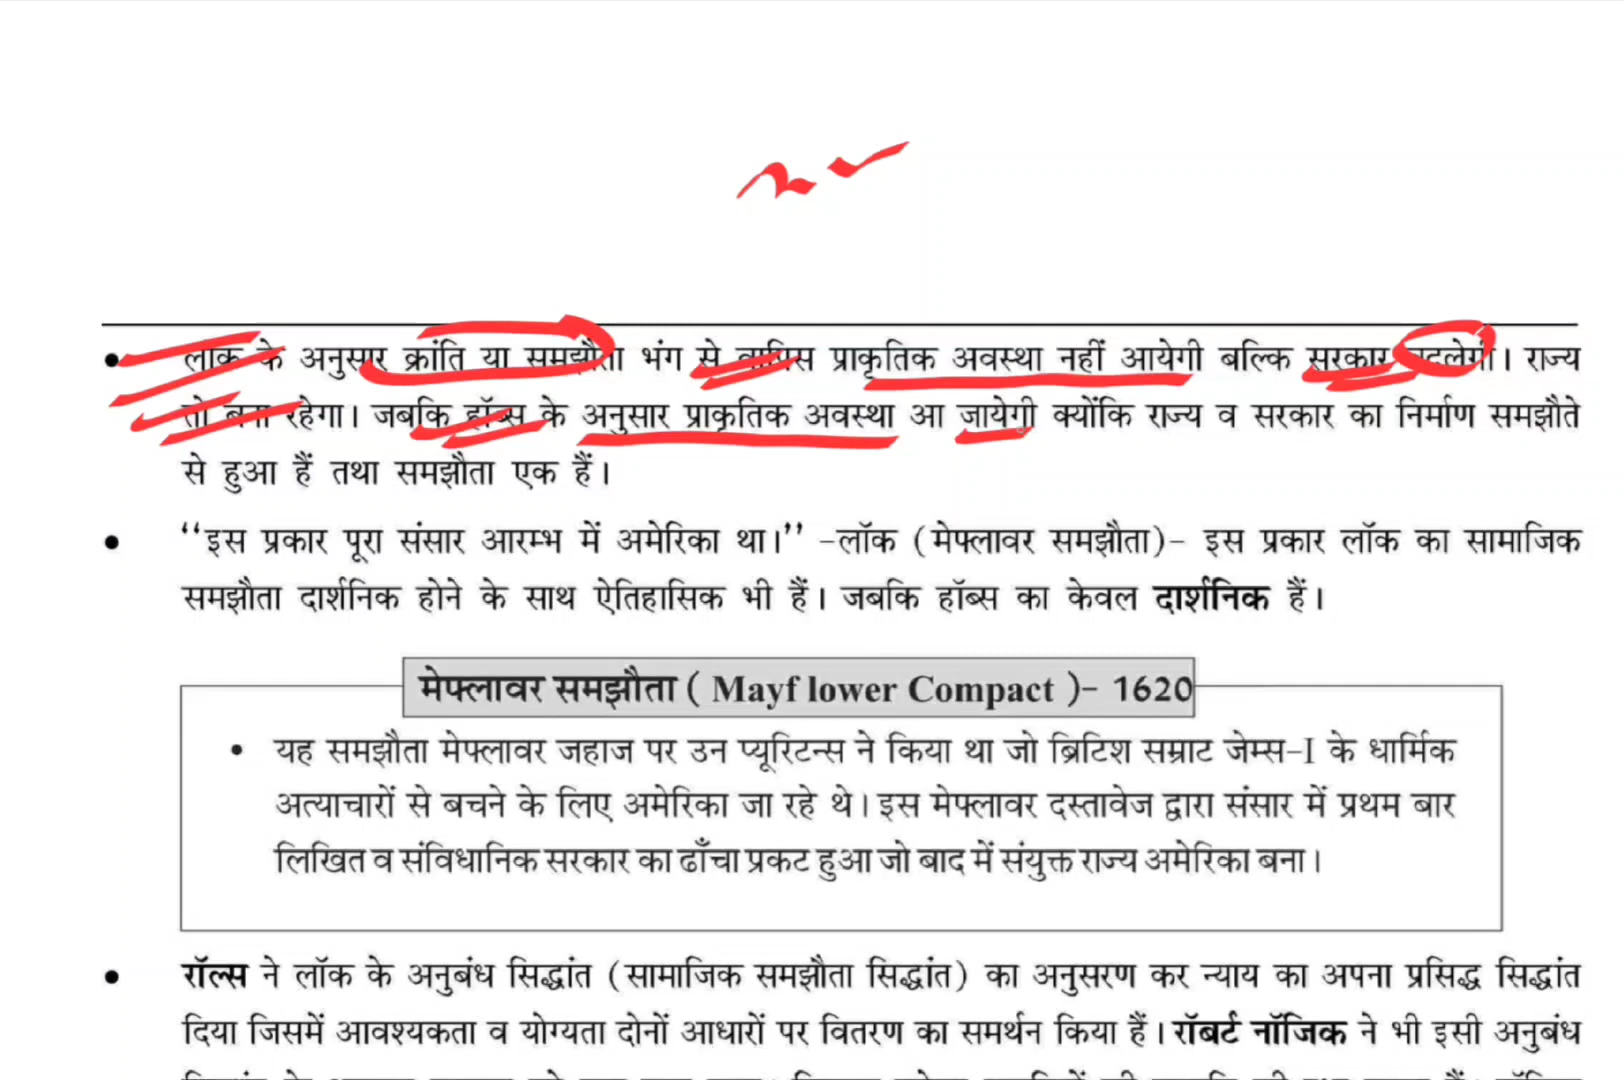 लॉक के अनुसार क्रांति या समझौता भंग से वापिस प्राकृतिक अवस्था नहीं आयेगी बल्कि सरकार बदलेगी। राज्य
तो बना रहेगा। जबकि हॉब्स के अनुसार प्राकृतिक अवस्था आ जायेगी क्योंकि राज्य व सरकार का निर्माण समझौते
से हुआ हैं तथा समझौता एक हैं।
‘‘इस प्रकार पूरा संसार आरम्भ में अमेरिका था।’’ -लॉक (मेफ्लावर समझौता)- इस प्रकार लॉक का सामाजिक
समझौता दार्शनिक होने के साथ ऐतिहासिक भी हैं। जबकि हॉब्स का केवल दार्शनिक हैं।
मेफ्लावर समझौता ( Mayf lower Compact )- 1620
यह समझौता मेफ्लावर जहाज पर उन प्यूरिटन्स ने किया था जो ब्रिटिश सम्राट जेम्स-I के धार्मिक
अत्याचारों से बचने के लिए अमेरिका जा रहे थे। इस मेफ्लावर दस्तावेज द्वारा संसार में प्रथम बार
लिखित व संविधानिक सरकार का ढाँचा प्रकट हुआ जो बाद में संयुक्त राज्य अमेरिका बना।
रॉल्स ने लॉक के अनुबंध सिद्धांत (सामाजिक समझौता सिद्धांत) का अनुसरण कर न्याय का अपना प्रसिद्ध सिद्धांत
दिया जिसमें आवश्यकता व योग्यता दोनों आधारों पर वितरण का समर्थन किया हैं। रॉबर्ट नॉजिक ने भी इसी अनुबंध